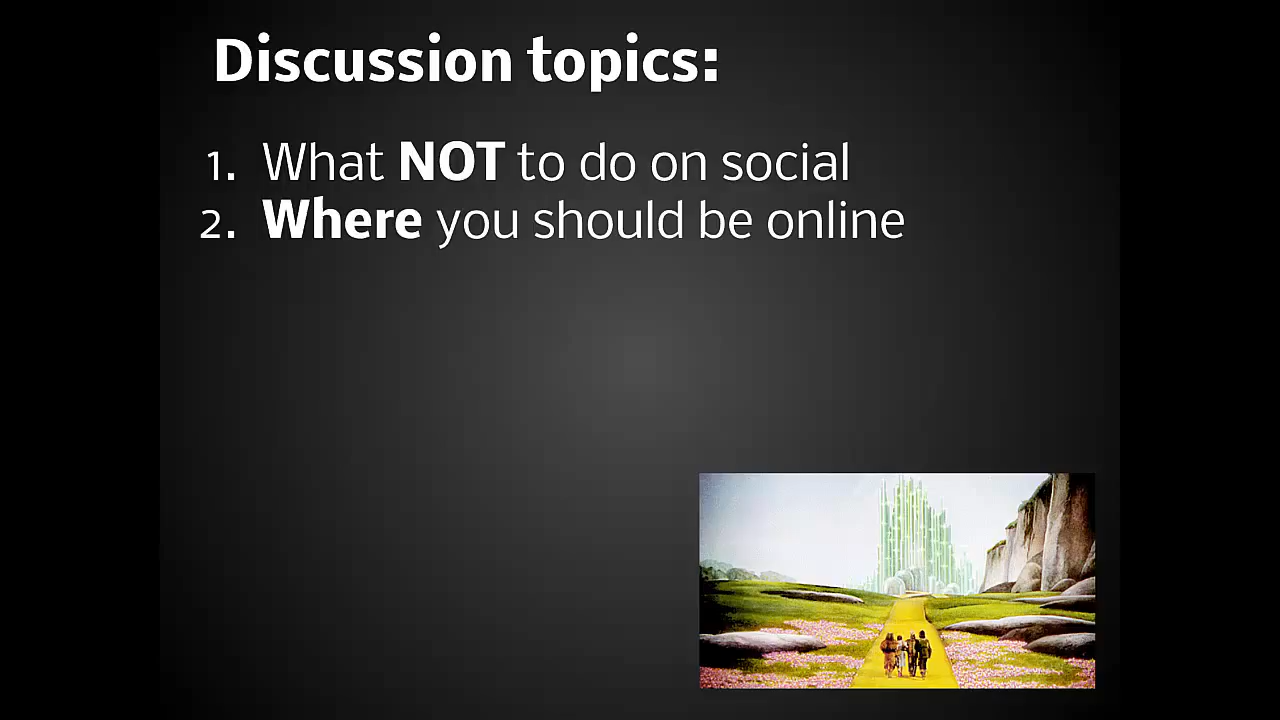 Discussion topics:
1. What NOT to do on social
2. Where you should be online